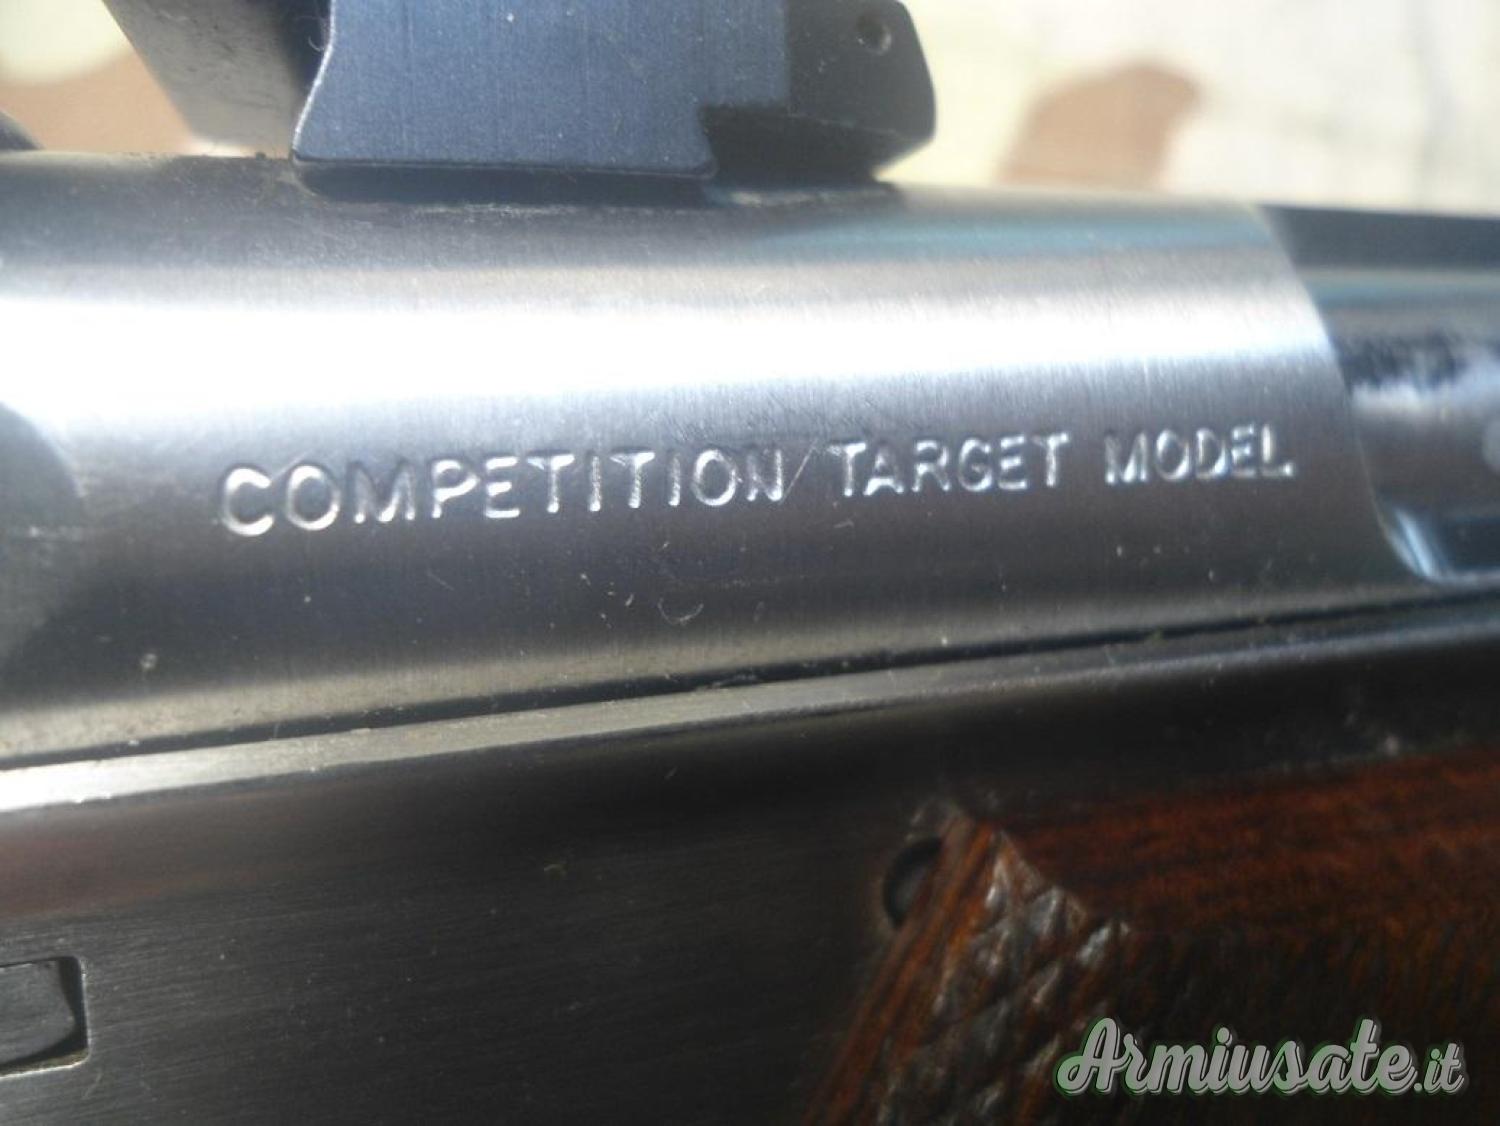 COMPETITION/TARGET MODEL
Armiusate.it